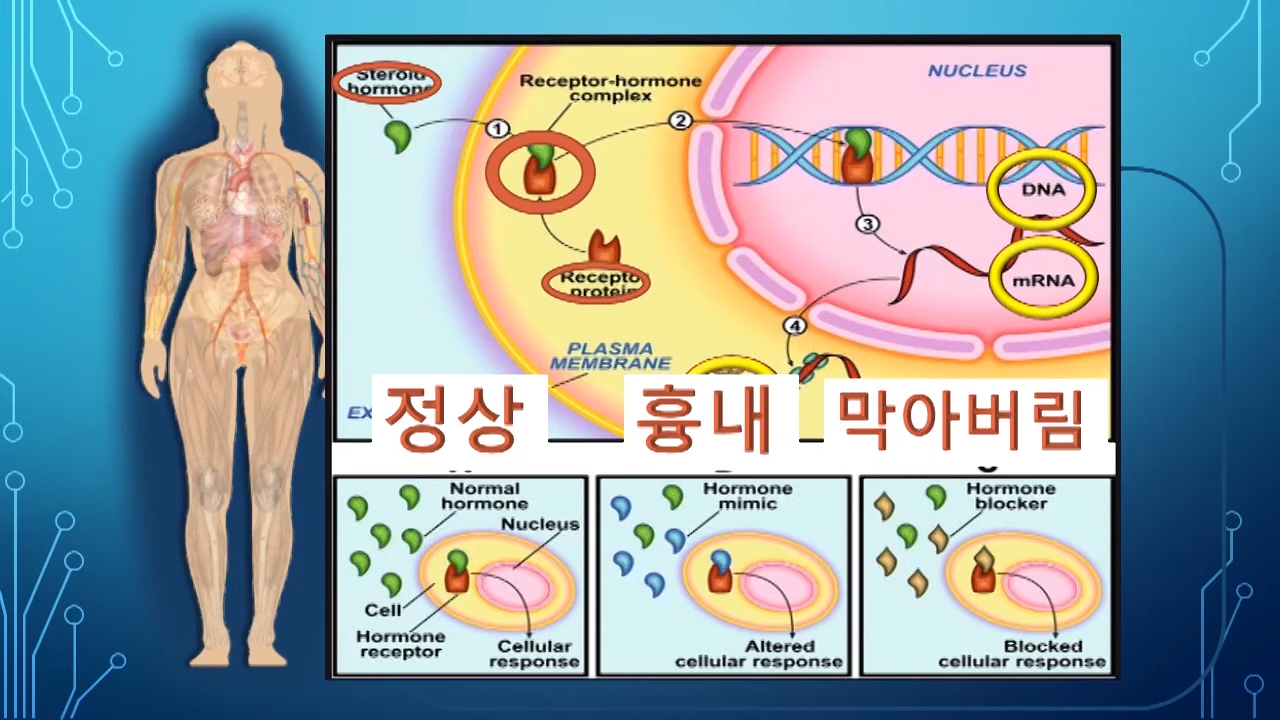 Steroid
hormone
Receptor-hormone
complex
NUCLEUS
1
2
DNA
3
Recepto
protein
mRNA
4
PLASMA
MEMBRANE
EX
정상
흉내
막아버림
Normal
hormone
Nucleus
Cell
Hormone
receptor
Cellular
response
Hormone
mimic
Altered
cellular response
Hormone
blocker
Blocked
cellular response